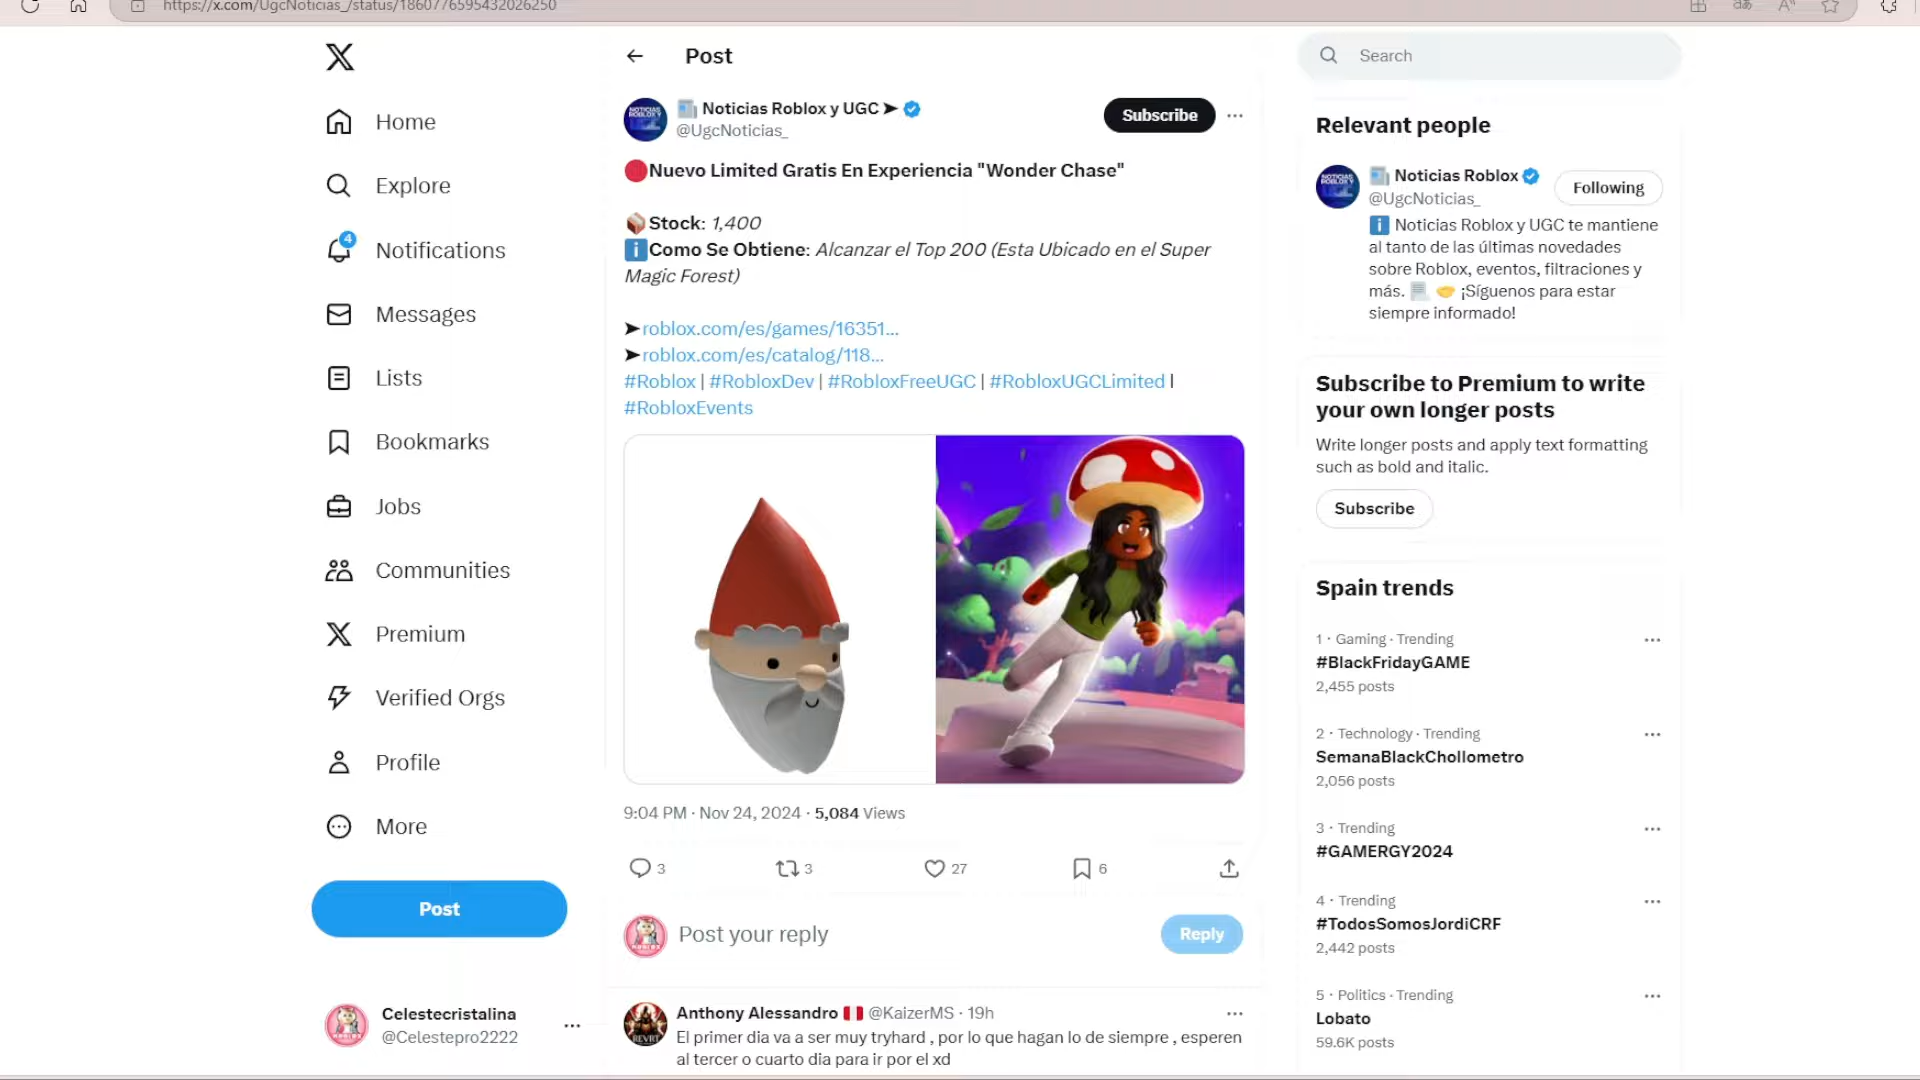 https://x.com/UgcNoticias_/status/1860776595432026250
Home
Explore
4
Notifications
Messages
Lists
Bookmarks
Jobs
Communities
Premium
Verified Orgs
Profile
More
Post
Celestecristalina
@Celestepro2222
Post
Noticias Roblox y UGC ➤
@UgcNoticias_
Subscribe
Nuevo Limited Gratis En Experiencia "Wonder Chase"
Stock: 1,400
Como Se Obtiene: Alcanzar el Top 200 (Esta Ubicado en el Super
Magic Forest)
➤roblox.com/es/games/16351...
➤roblox.com/es/catalog/118...
#Roblox | #RobloxDev | #RobloxFreeUGC | #RobloxUGCLimited |
#RobloxEvents
9:04 PM · Nov 24, 2024 · 5,084 Views
3
3
27
6
Post your reply
Reply
Anthony Alessandro @KaizerMS · 19h
El primer dia va a ser muy tryhard , por lo que hagan lo de siempre , esperen
al tercer o cuarto dia para ir por el xd
Search
Relevant people
Noticias Roblox
@UgcNoticias_
Following
Noticias Roblox y UGC te mantiene
al tanto de las últimas novedades
sobre Roblox, eventos, filtraciones y
más. ¡Síguenos para estar
siempre informado!
Subscribe to Premium to write
your own longer posts
Write longer posts and apply text formatting
such as bold and italic.
Subscribe
Spain trends
1 · Gaming · Trending
#BlackFridayGAME
2,455 posts
2 · Technology · Trending
SemanaBlackChollometro
2,056 posts
3 · Trending
#GAMERGY2024
4 · Trending
#TodosSomosJordiCRF
2,442 posts
5 · Politics · Trending
Lobato
59.6K posts